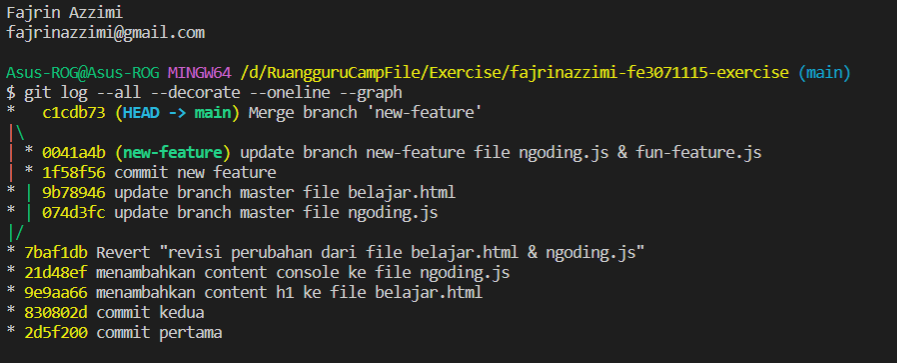 Fajrin Azzimi
fajrinazzimi@gmail.com
Asus-ROG@Asus-ROG MINGW64 /d/RuangguruCampFile/Exercise/fajrinazzimi-fe3071115-exercise (main)
$ git log --all --decorate --oneline --graph
*   c1cdb73 (HEAD -> main) Merge branch 'new-feature'
|\
| * 0041a4b (new-feature) update branch new-feature file ngoding.js & fun-feature.js
| * 1f58f56 commit new feature
* | 9b78946 update branch master file belajar.html
* | 074d3fc update branch master file ngoding.js
|/
* 7baf1db Revert "revisi perubahan dari file belajar.html & ngoding.js"
* 21d48ef menambahkan content console ke file ngoding.js
* 9e9aa66 menambahkan content h1 ke file belajar.html
* 830802d commit kedua
* 2d5f200 commit pertama